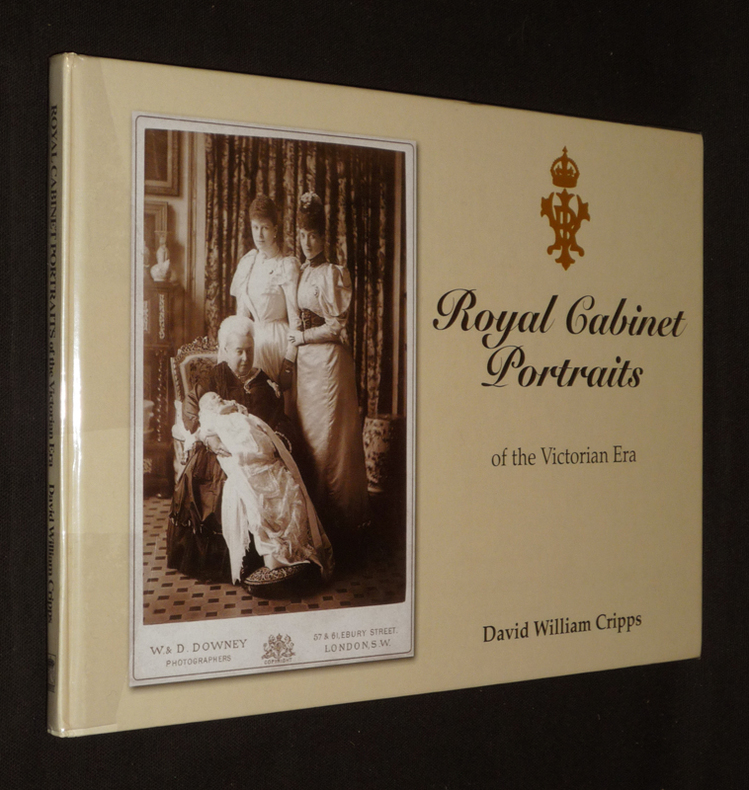 ROYAL CABINET PORTRAITS of the Victorian Era David William Cripps
Royal Cabinet
Portraits
of the Victorian Era
David William Cripps
W. & D. DOWNEY
PHOTOGRAPHERS
COPYRIGHT
57 & 61, EBURY STREET.
LONDON, S.W.